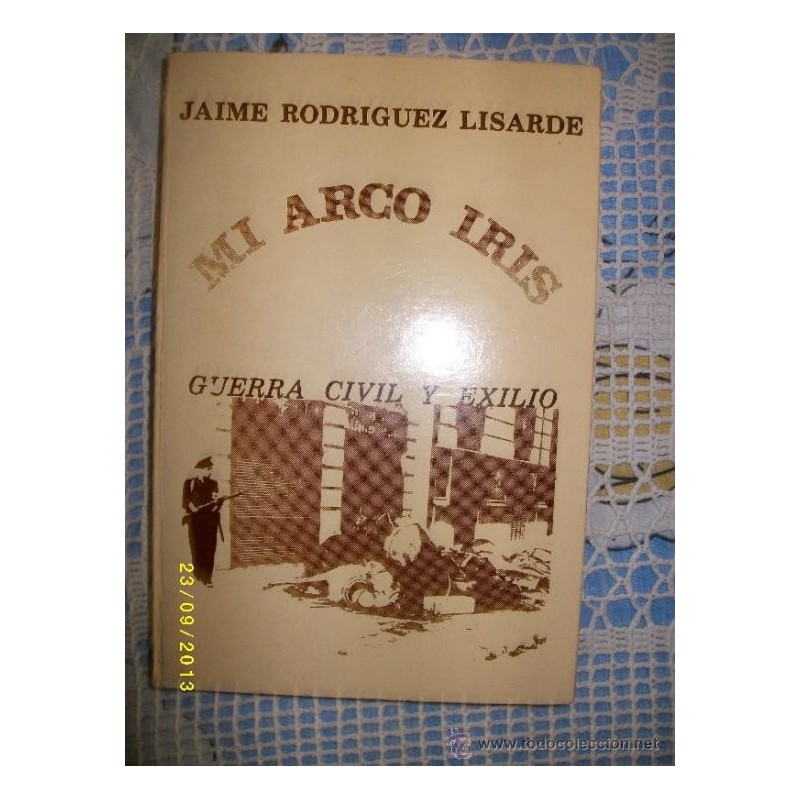 JAIME RODRIGUEZ LISARDE
MI ARCO IRIS
GUERRA CIVIL Y EXILIO
23/09/2013
www.todocoleccion.net